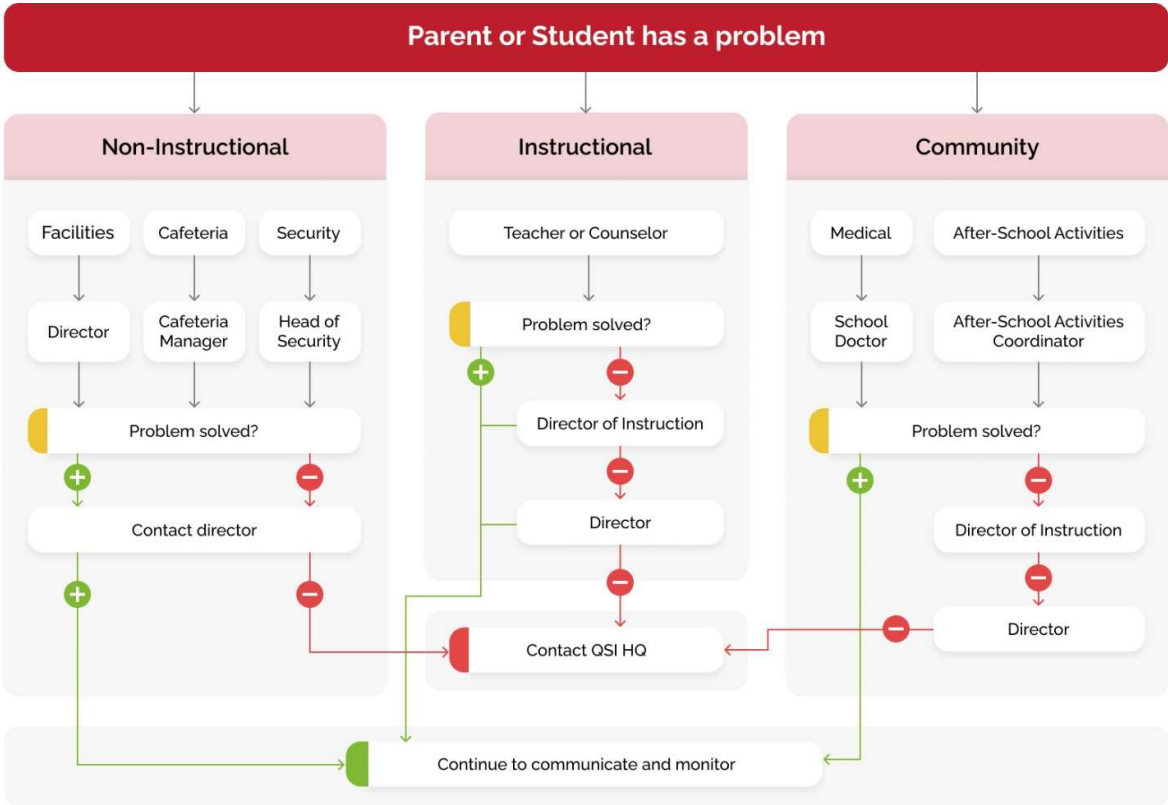 Parent or Student has a problem
Non-Instructional
Facilities
Cafeteria
Security
Director
Cafeteria
Manager
Head of
Security
Problem solved?
Contact director
Instructional
Teacher or Counselor
Problem solved?
Director of Instruction
Director
Contact QSI HQ
Community
Medical
After-School Activities
School
Doctor
After-School Activities
Coordinator
Problem solved?
Director of Instruction
Director
Continue to communicate and monitor